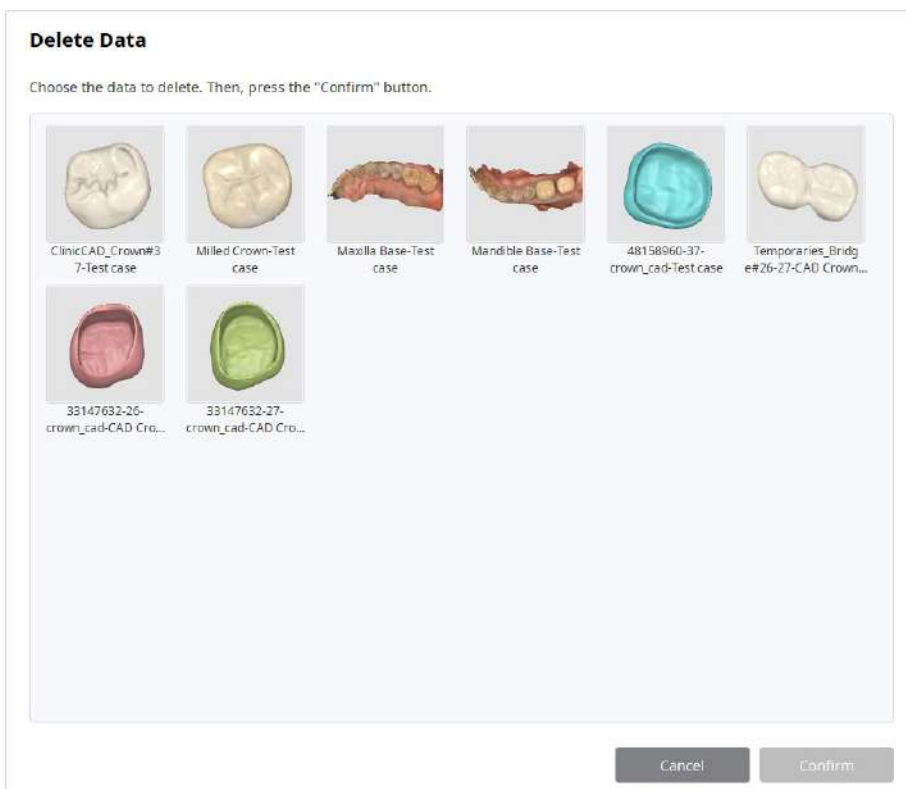 Delete Data
Choose the data to delete. Then, press the "Confirm" button.
ClinicCAD_Crown#3
7-Test case
Milled Crown-Test
case
Maxilla Base-Test
case
Mandible Base-Test
case
48158960-37-
crown_cad-Test case
Temporaries_Bridg
e#26-27-CAD Crown...
33147632-26-
crown_cad-CAD Cro...
33147632-27-
crown_cad-CAD Cro...
Cancel
Confirm